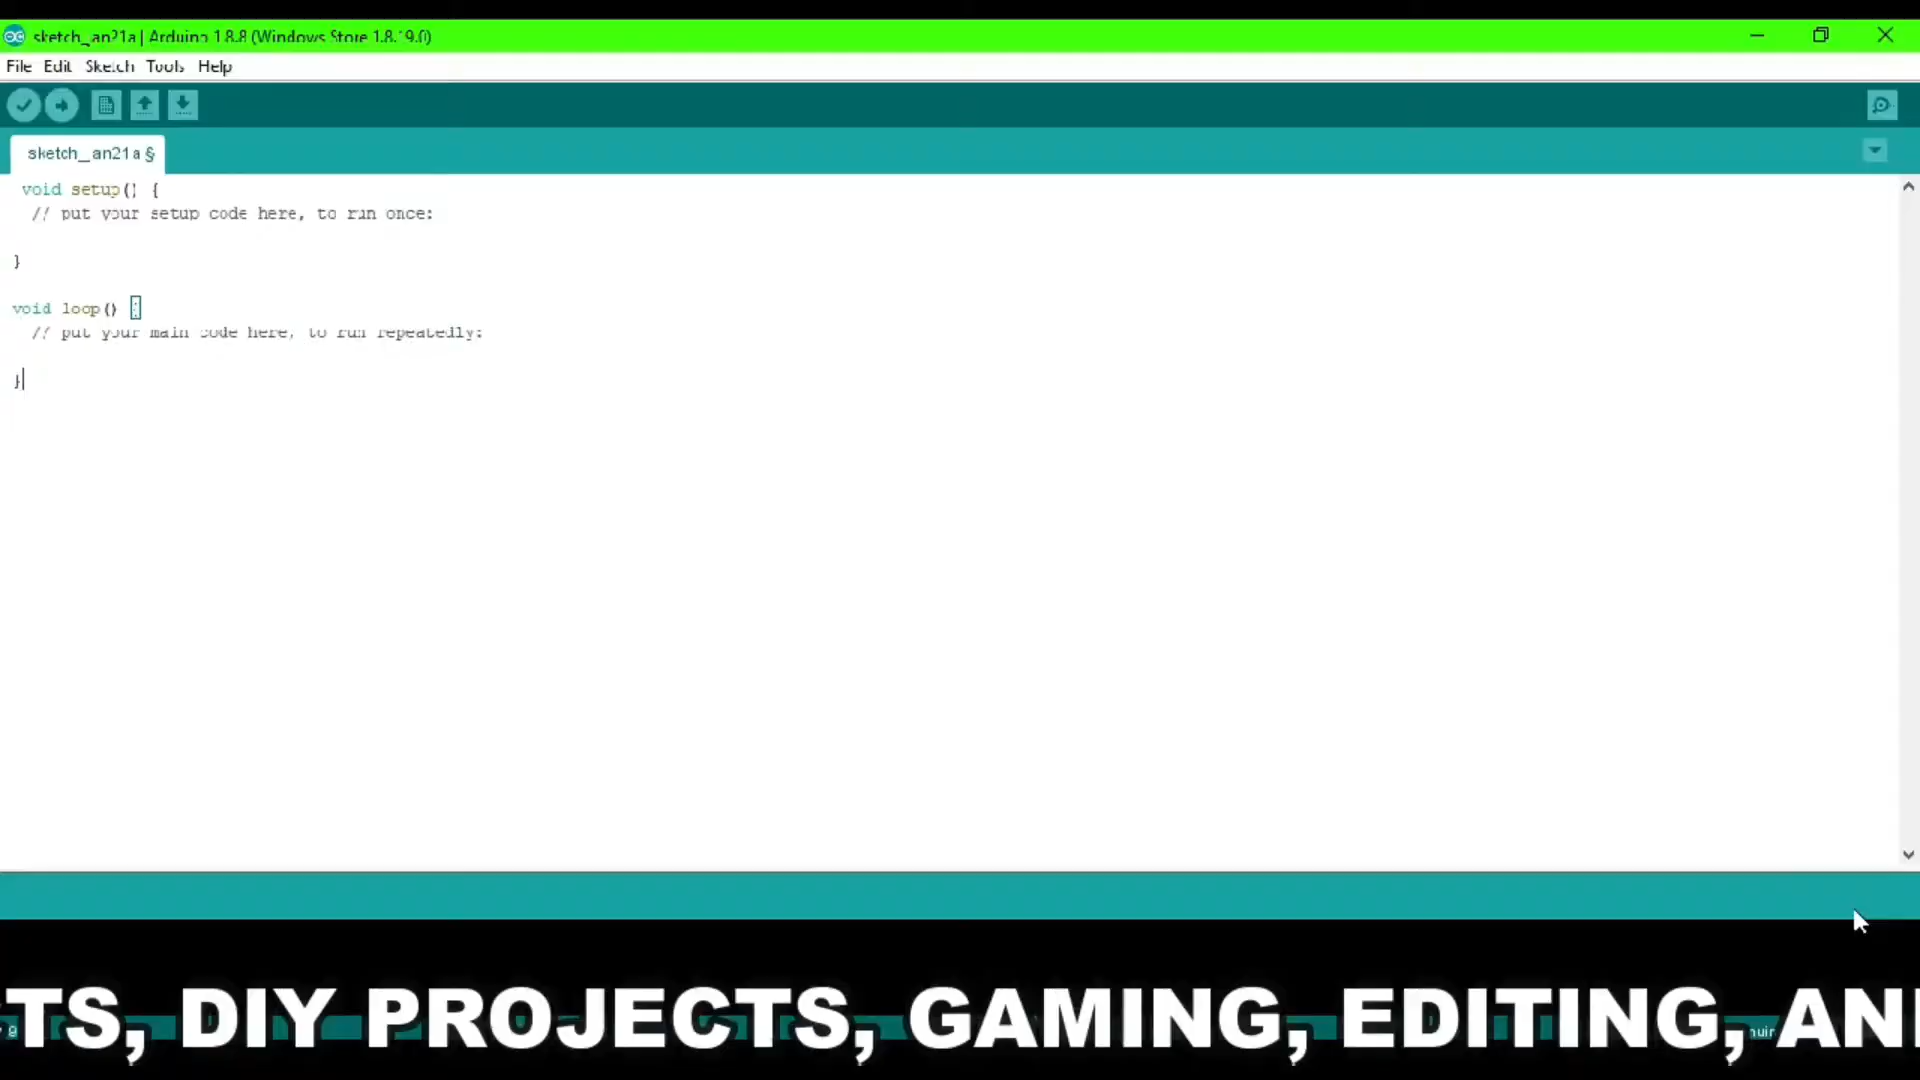 sketch_an21a | Arduino 1.8.8 (Windows Store 1.8.19.0)
File Edit Sketch Tools Help
sketch_an21a §
void setup() {
// put your setup code here, to run once:
}
void loop() {
// put your main code here, to run repeatedly:
}
TS, DIY PROJECTS, GAMING, EDITING, AN